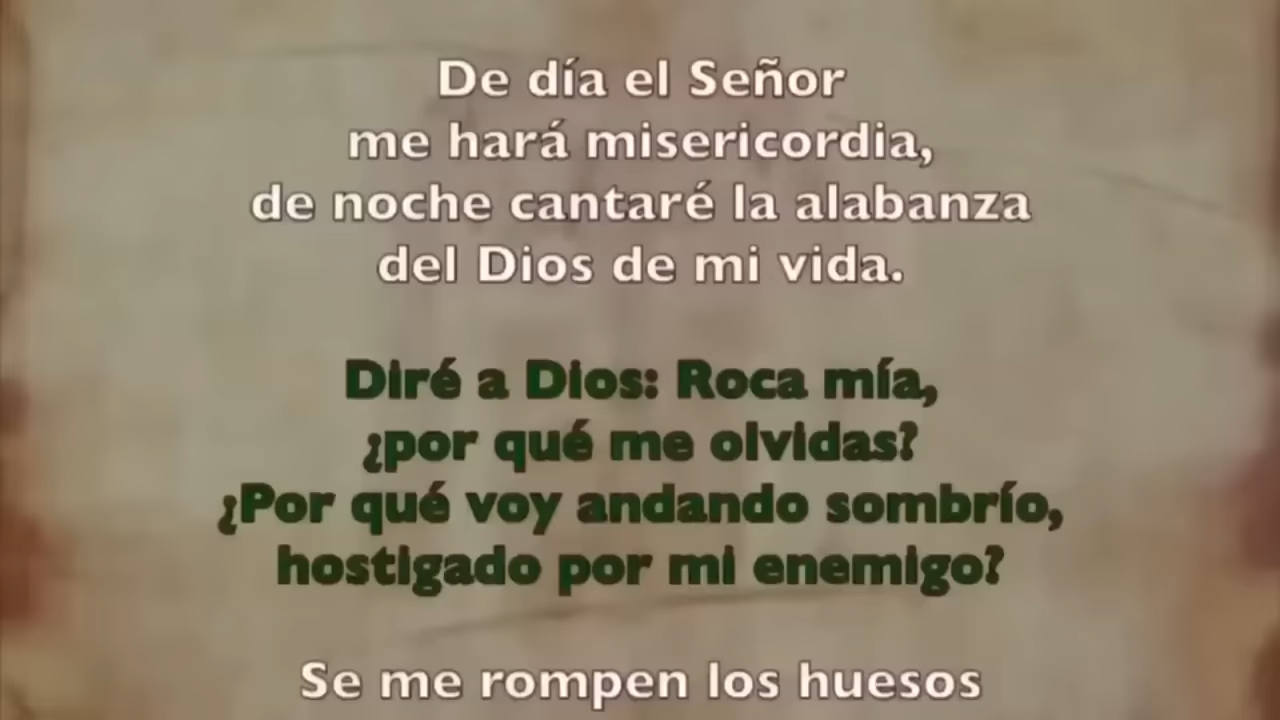 De día el Señor
me hará misericordia,
de noche cantaré la alabanza
del Dios de mi vida.
Diré a Dios: Roca mía,
¿por qué me olvidas?
¿Por qué voy andando sombrío,
hostigado por mi enemigo?
Se me rompen los huesos